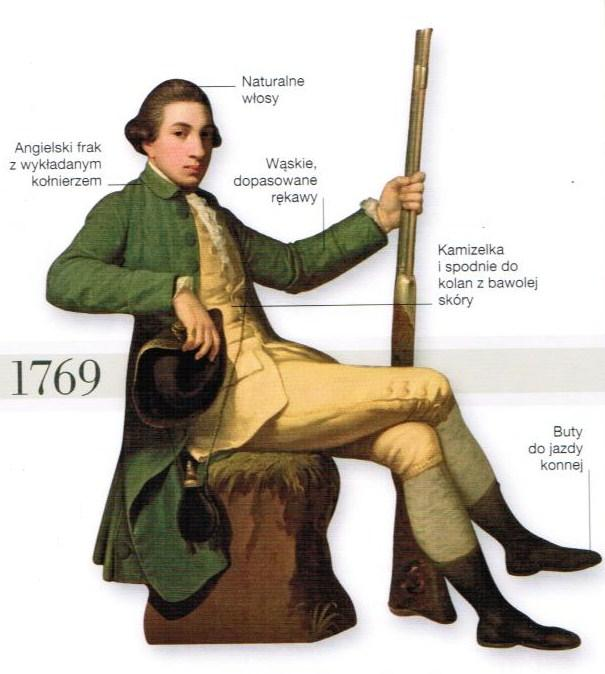 Naturalne
włosy
Angielski frak
z wykładanym
kołnierzem
Wąskie,
dopasowane
rękawy
Kamizelka
i spodnie do
kolan z bawolej
skóry
1769
Buty
do jazdy
konnej